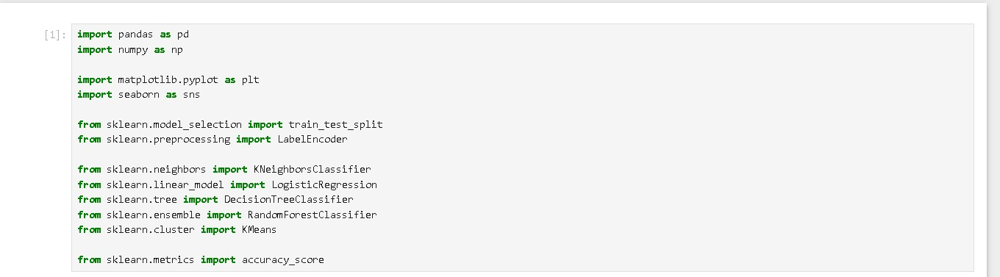 [1]:
import pandas as pd
import numpy as np
import matplotlib.pyplot as plt
import seaborn as sns
from sklearn.model_selection import train_test_split
from sklearn.preprocessing import LabelEncoder
from sklearn.neighbors import KNeighborsClassifier
from sklearn.linear_model import LogisticRegression
from sklearn.tree import DecisionTreeClassifier
from sklearn.ensemble import RandomForestClassifier
from sklearn.cluster import KMeans
from sklearn.metrics import accuracy_score